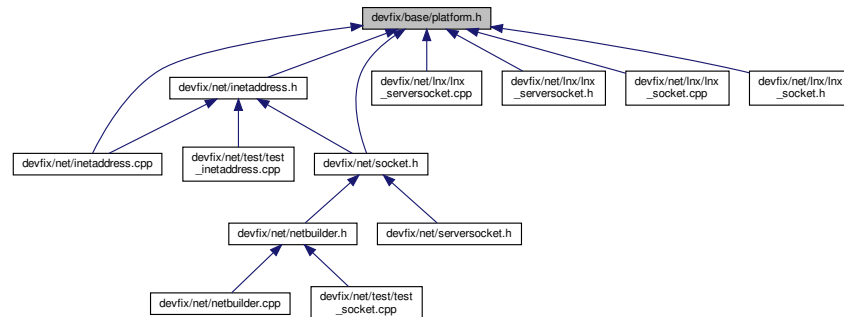 devfix/base/platform.h
devfix/net/inetaddress.h
devfix/net/lnx/lnx
_serversocket.cpp
devfix/net/lnx/lnx
_serversocket.h
devfix/net/lnx/lnx
_socket.cpp
devfix/net/lnx/lnx
_socket.h
devfix/net/inetaddress.cpp
devfix/net/test/test
_inetaddress.cpp
devfix/net/socket.h
devfix/net/netbuilder.h
devfix/net/serversocket.h
devfix/net/netbuilder.cpp
devfix/net/test/test
_socket.cpp